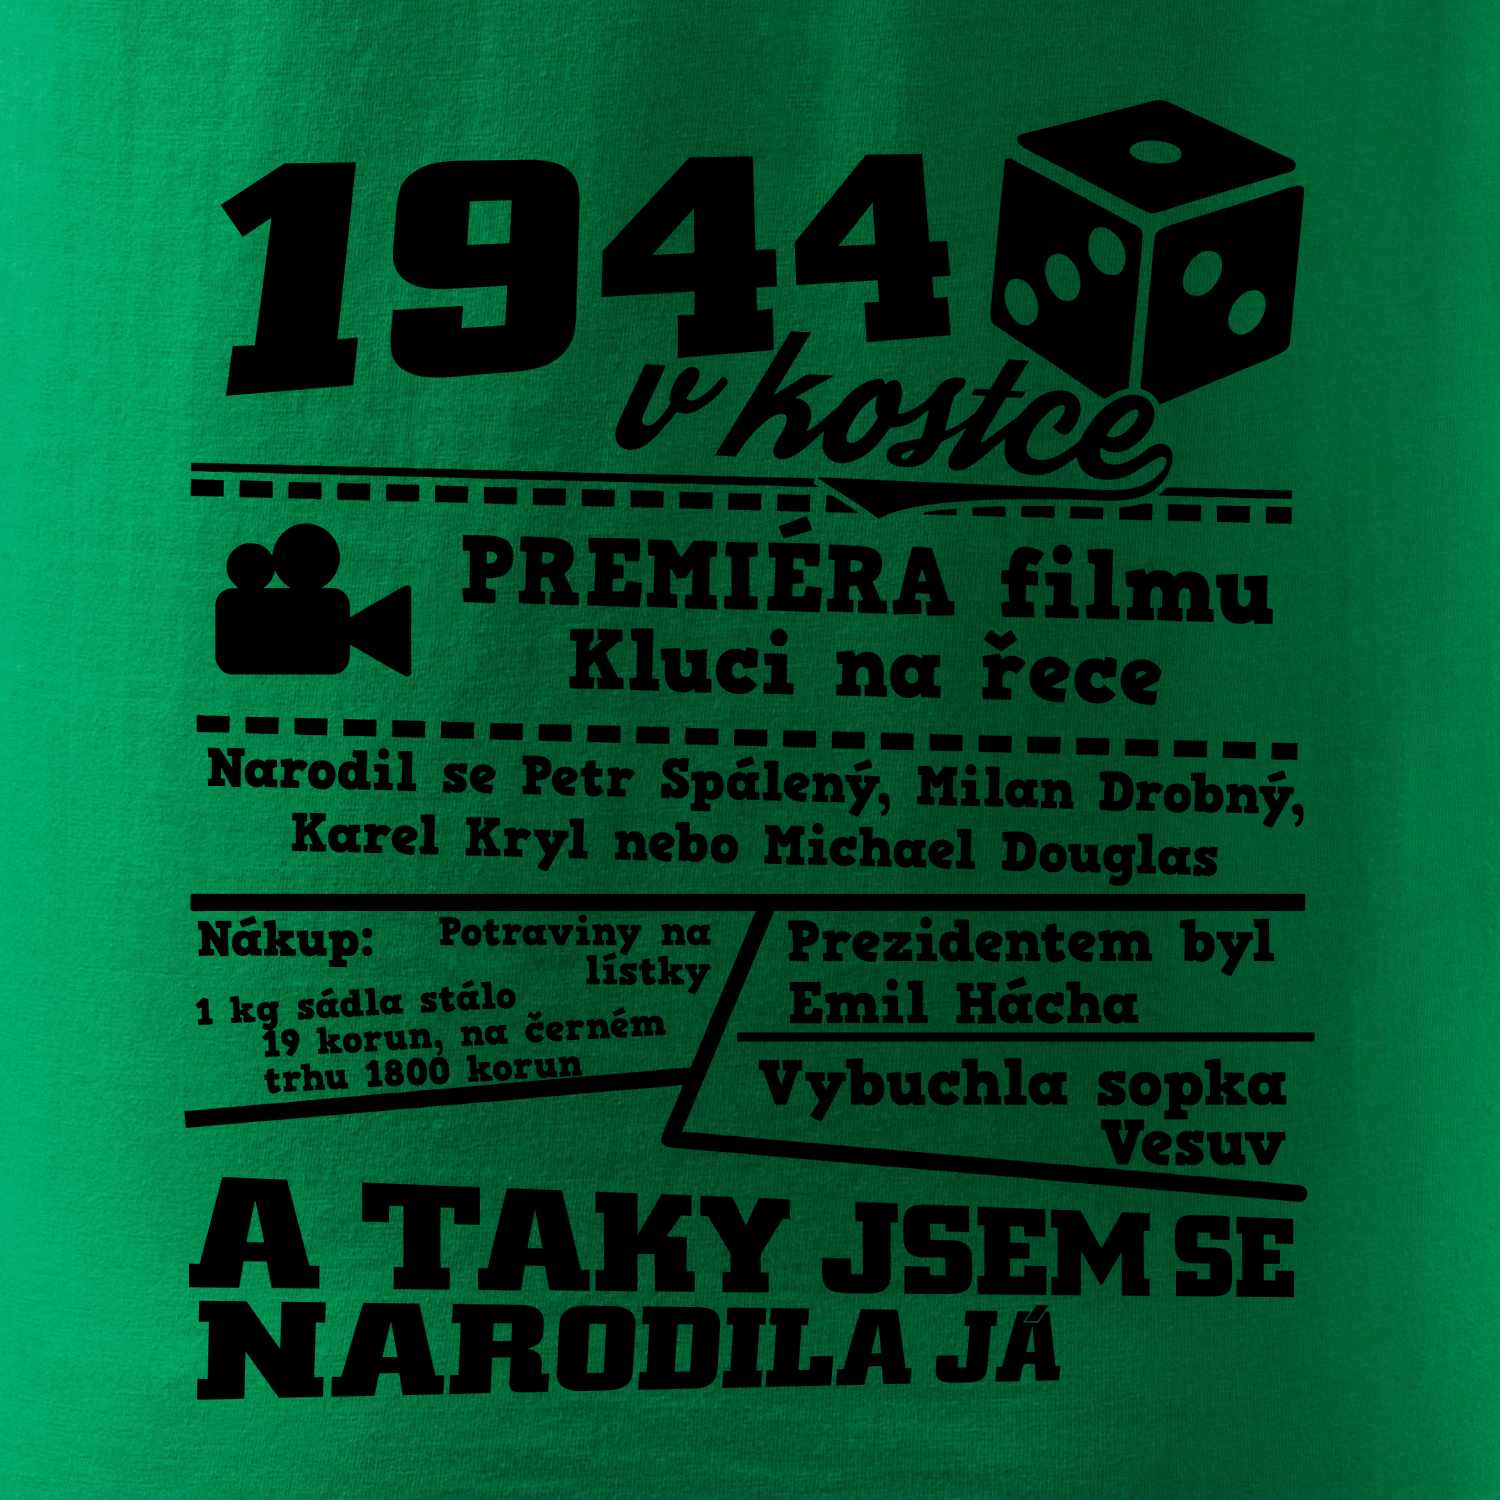 1944
v kostce
PREMIÉRA filmu
Kluci na řece
Narodil se Petr Spálený, Milan Drobný,
Karel Kryl nebo Michael Douglas
Nákup: Potraviny na
lístky
1 kg sádla stálo
19 korun, na černém
trhu 1800 korun
Prezidentem byl
Emil Hácha
Vybuchla sopka
Vesuv
A TAKY JSEM SE
NARODILA JÁ